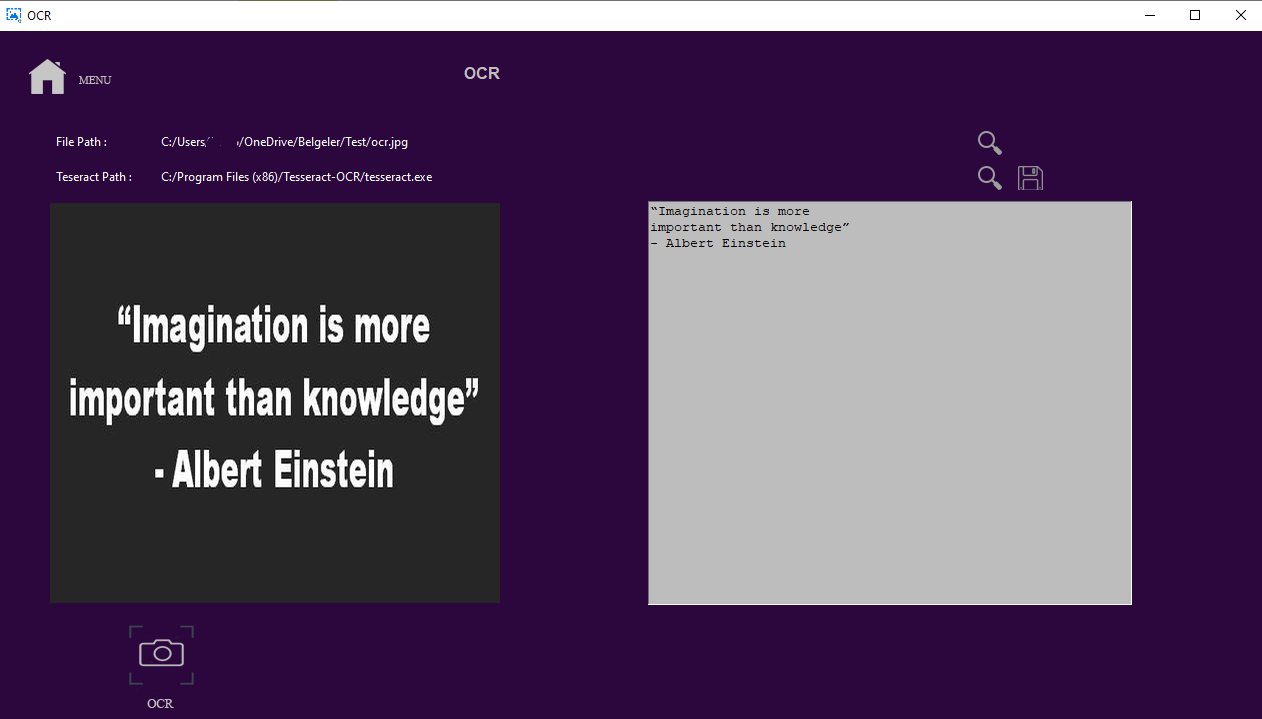 OCR
MENU
OCR
File Path : C:/Users/ /OneDrive/Belgeler/Test/ocr.jpg
Teseract Path : C:/Program Files (x86)/Tesseract-OCR/tesseract.exe
“Imagination is more
important than knowledge”
- Albert Einstein
“Imagination is more
important than knowledge”
- Albert Einstein
OCR